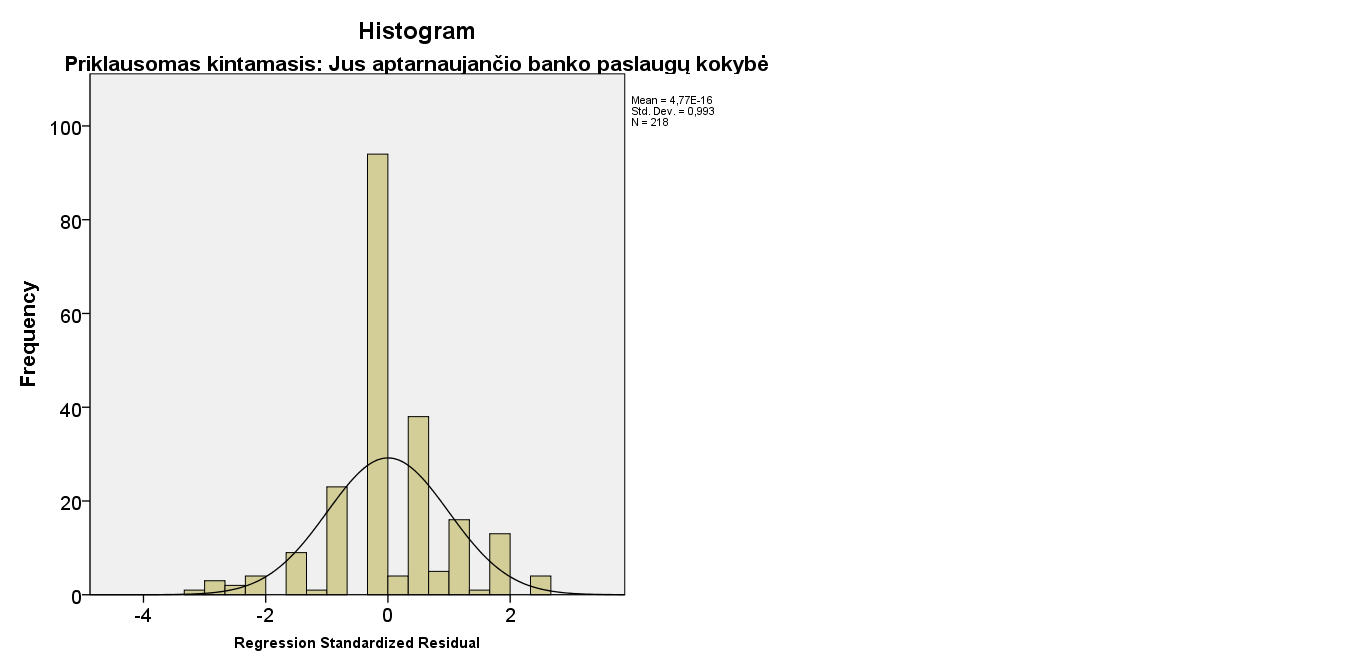 Histogram
Priklausomas kintamasis: Jus aptarnaujančio banko paslaugų kokybė
Mean = 4,77E-16
Std. Dev. = 0,993
N = 218
100
80
60
40
20
0
Frequency
-4 -2 0 2
Regression Standardized Residual